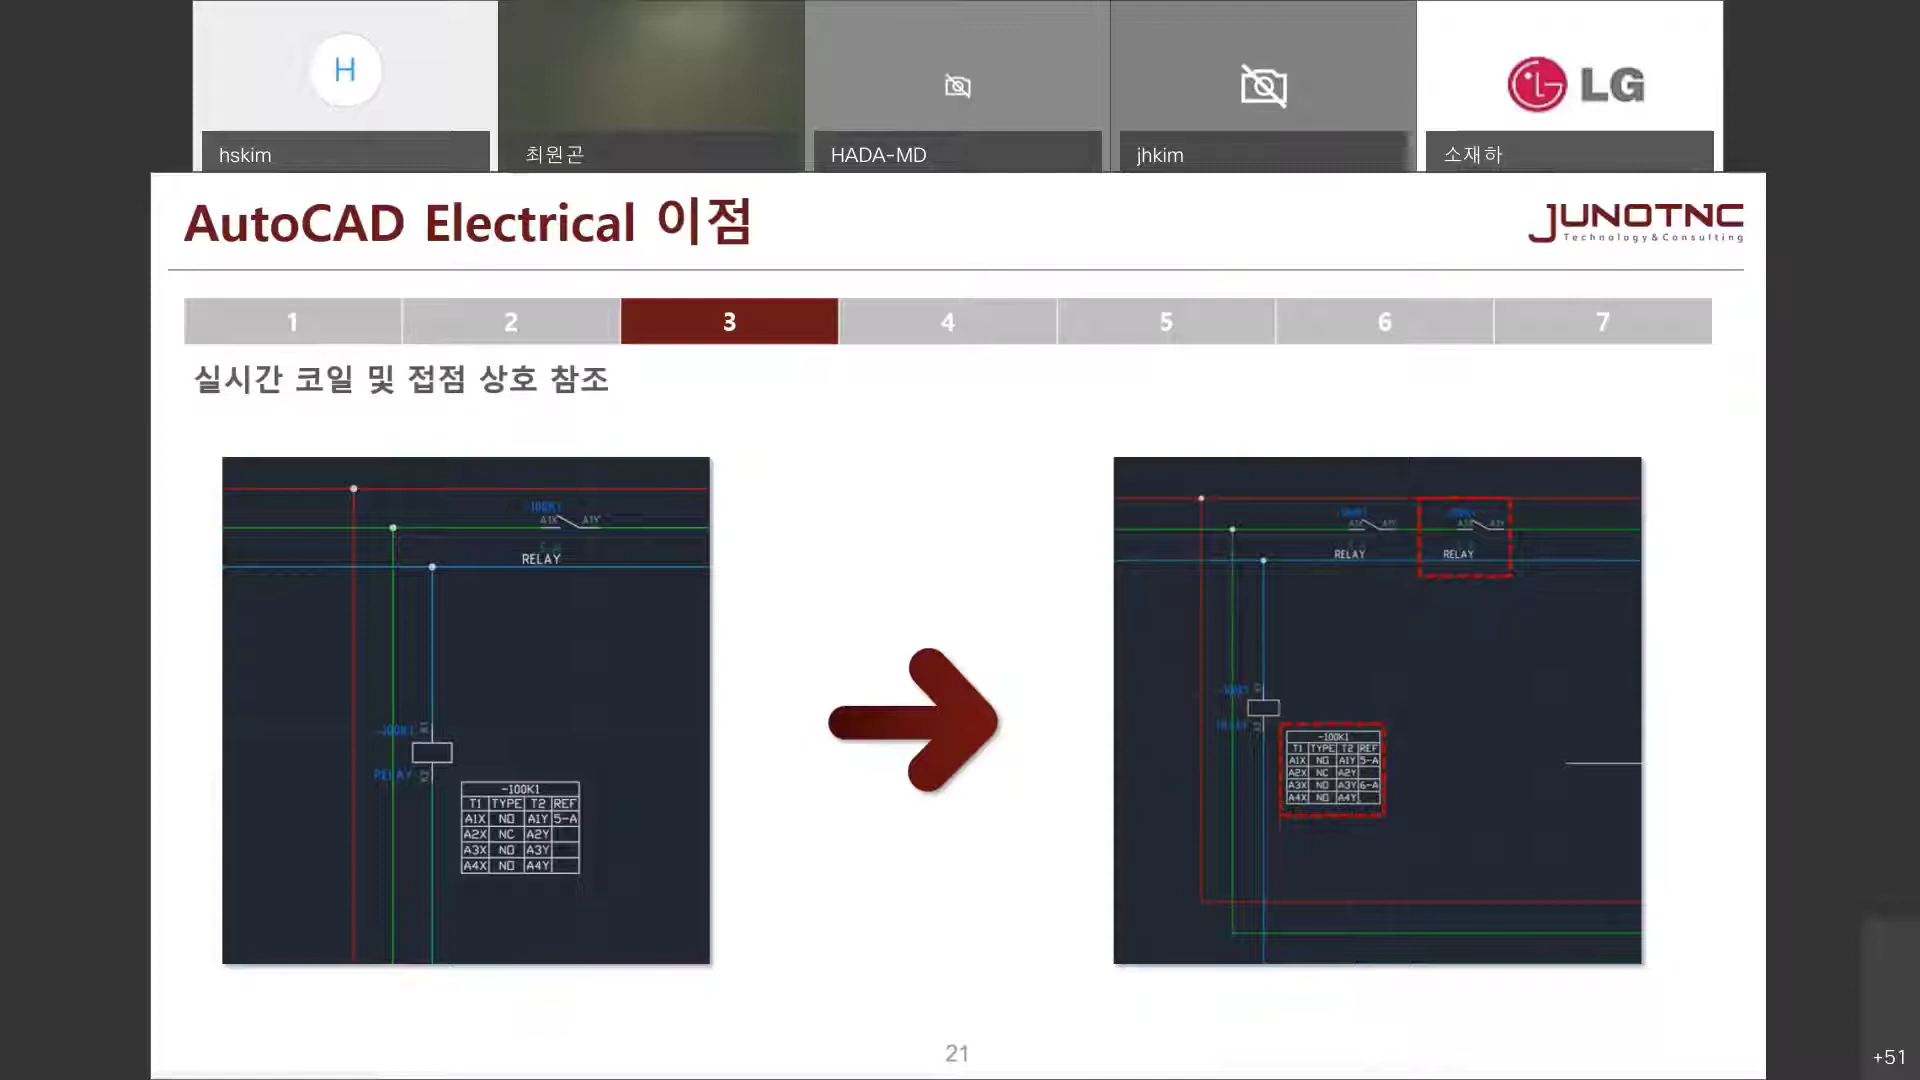 H
LG
hskim
최원곤
HADA-MD
jhkim
소재하
AutoCAD Electrical 이점
JUNOTNC
Technology&Consulting
1 2 3 4 5 6 7
실시간 코일 및 접점 상호 참조
-100K1
A1X A1Y
RELAY
-100K1
K1
RELAY
K2
-100K1
T1 TYPE T2 REF
A1X NO A1Y 5-A
A2X NC A2Y
A3X NO A3Y
A4X NO A4Y
RELAY
RELAY
-100K1
T1 TYPE T2 REF
A1X NO A1Y 5-A
A2X NC A2Y
A3X NO A3Y 6-A
A4X NO A4Y
21
+51